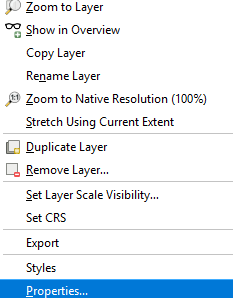 Zoom to Layer
Show in Overview
Copy Layer
Rename Layer
Zoom to Native Resolution (100%)
Stretch Using Current Extent
Duplicate Layer
Remove Layer...
Set Layer Scale Visibility...
Set CRS
Export
Styles
Properties...